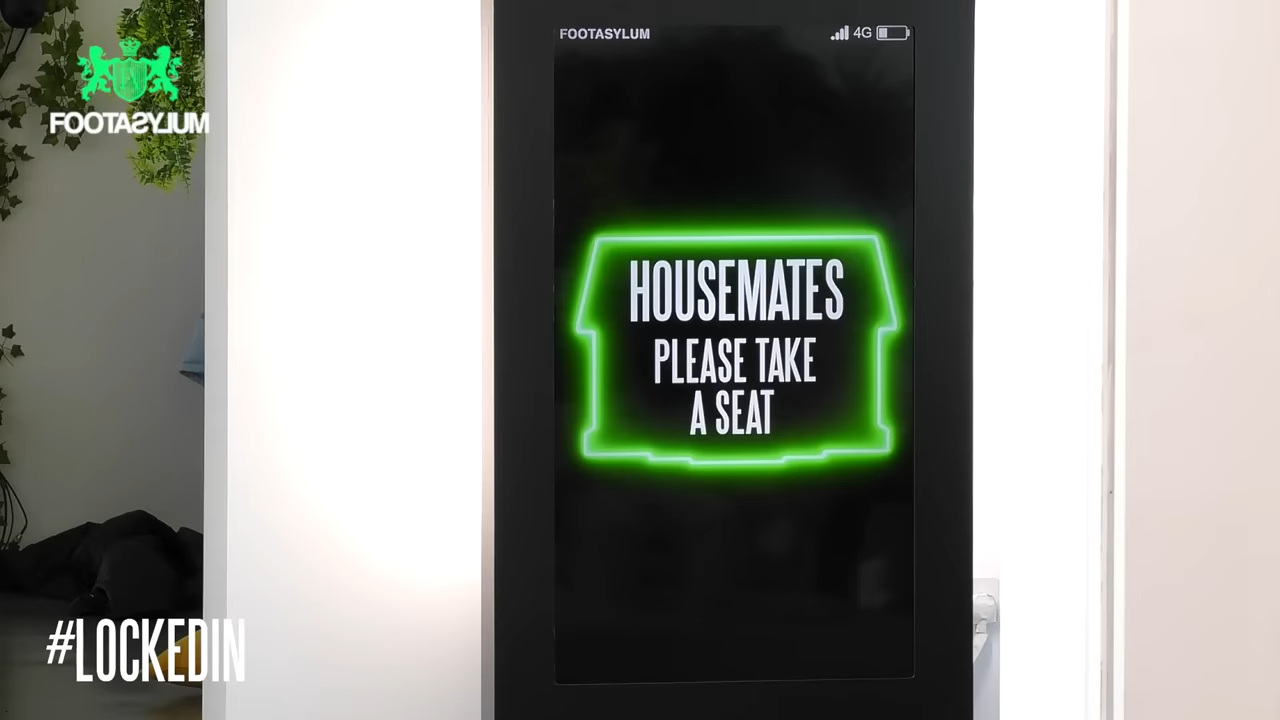 FOOTASYLUM
FOOTASYLUM 4G
HOUSEMATES
PLEASE TAKE
A SEAT
#LOCKEDIN